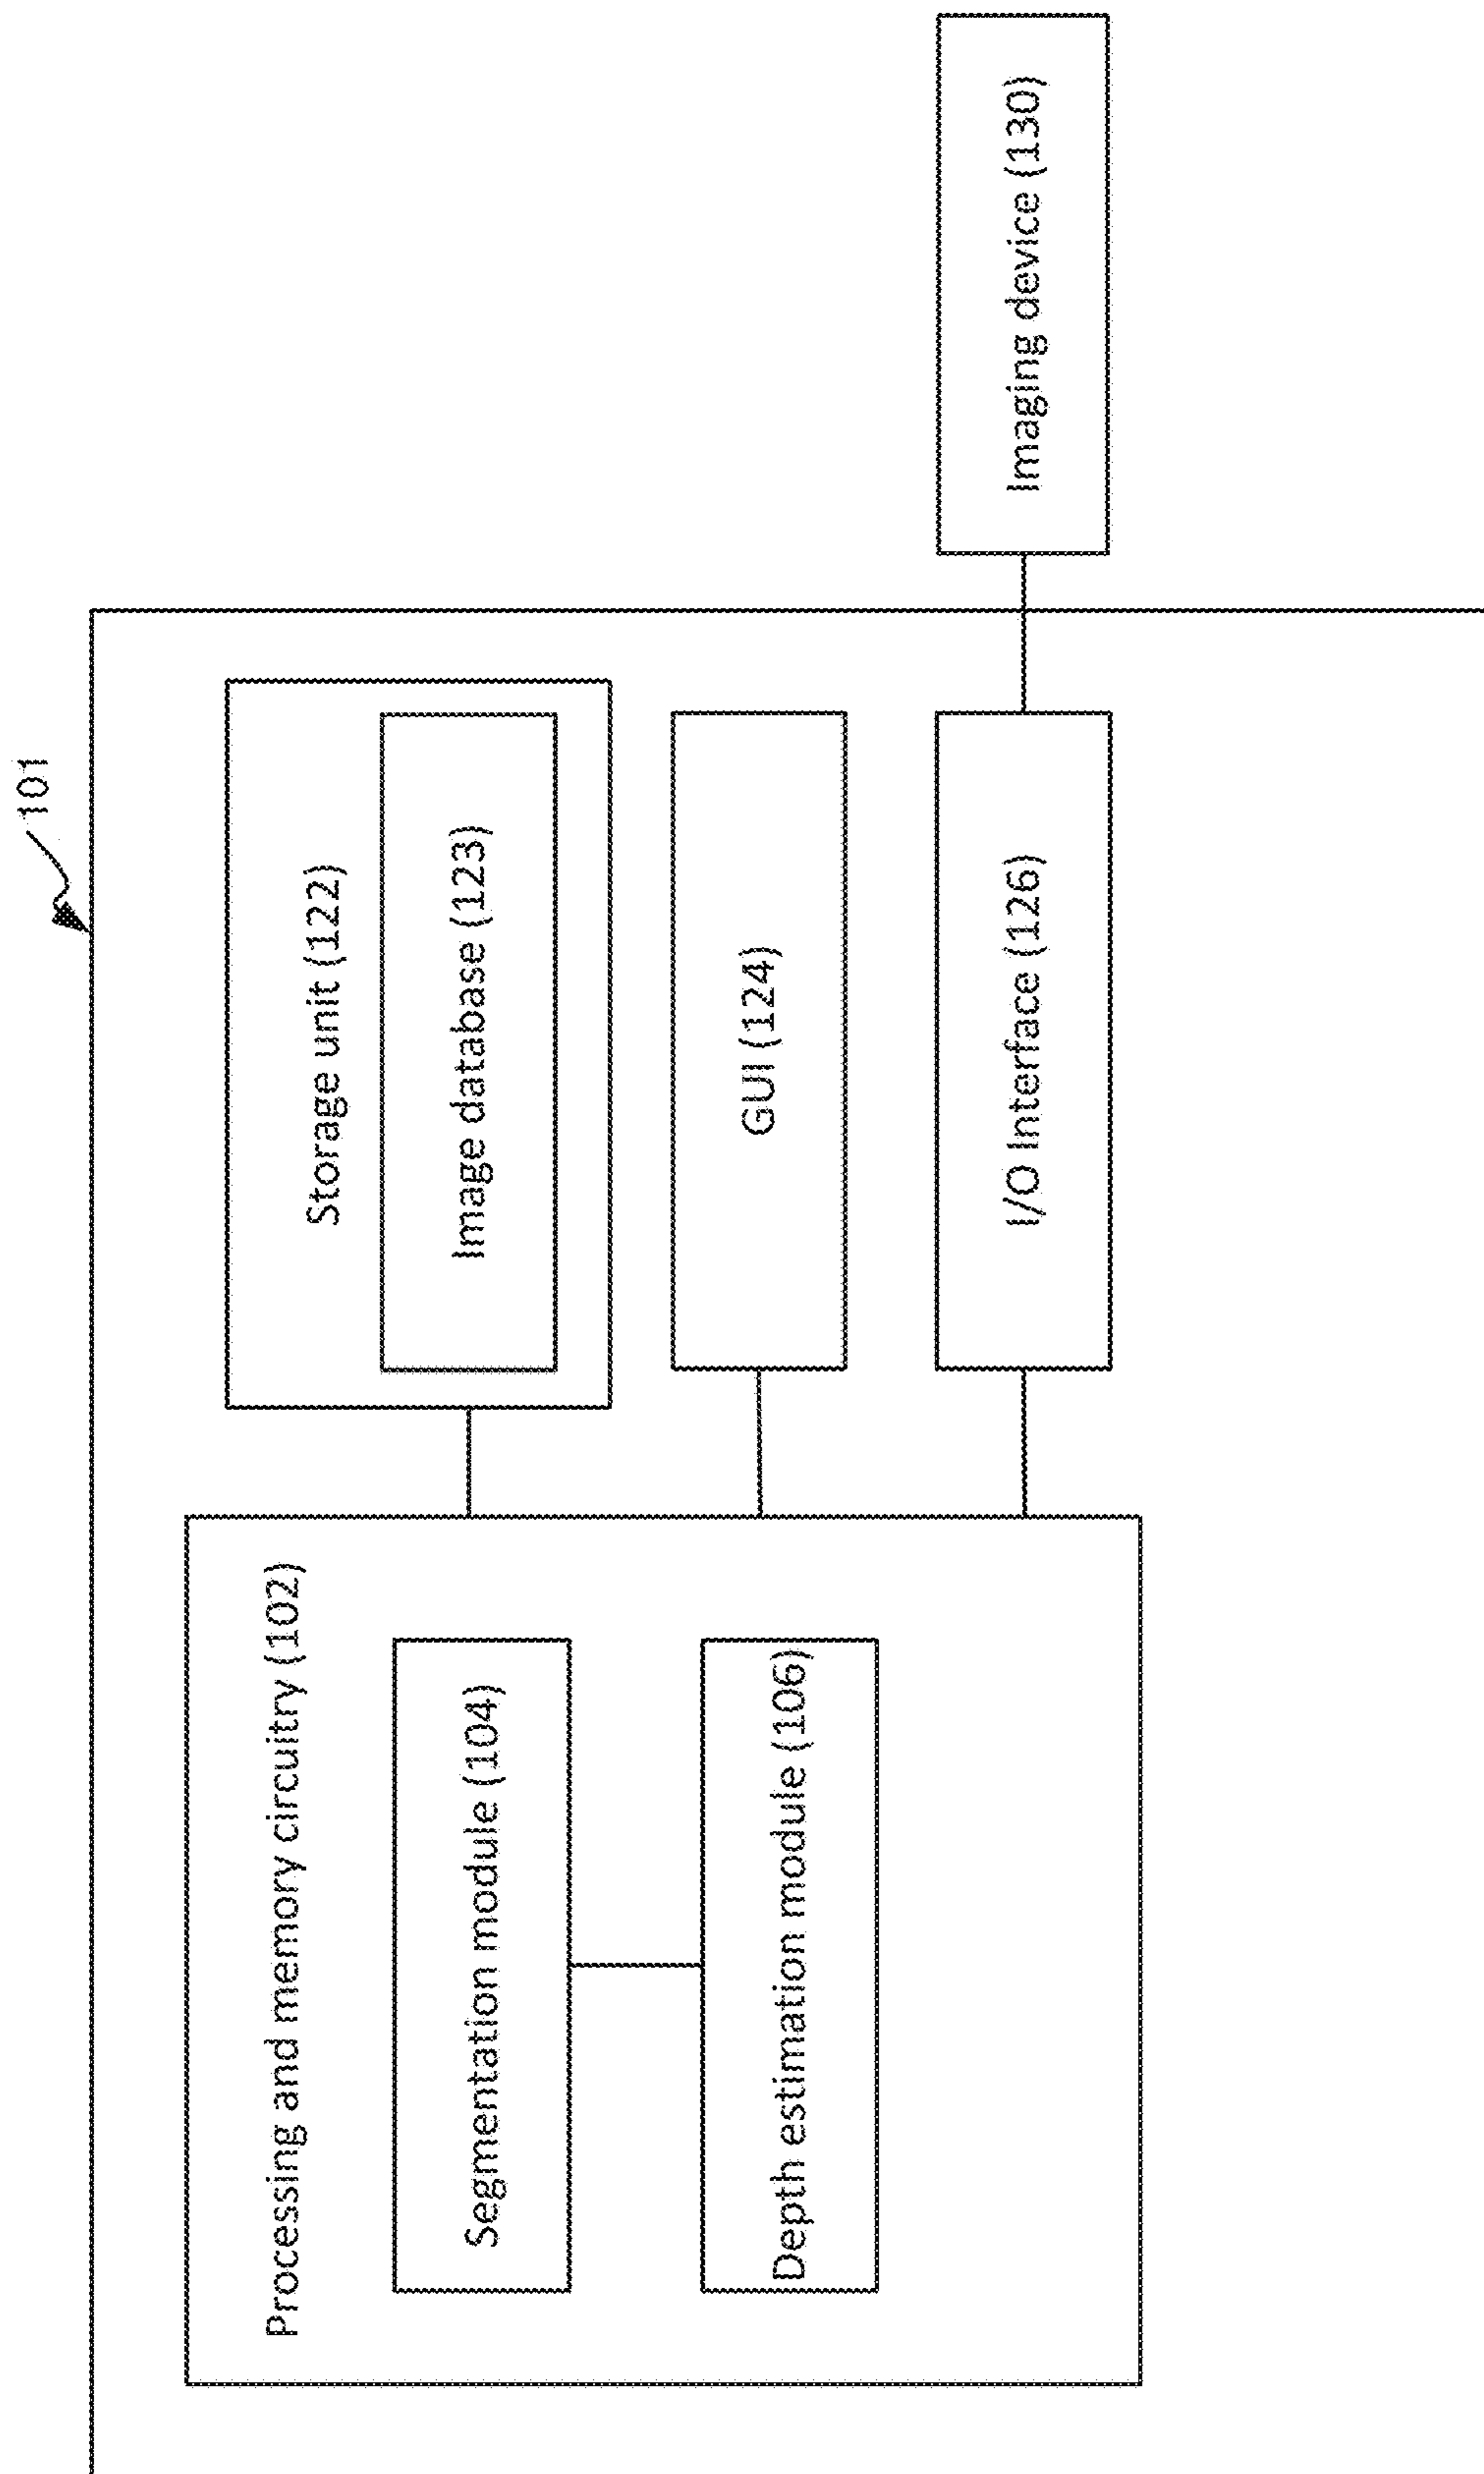 101
Processing and memory circuitry (102)
Segmentation module (104)
Depth estimation module (106)
Storage unit (122)
Image database (123)
GUI (124)
I/O Interface (126)
Imaging device (130)